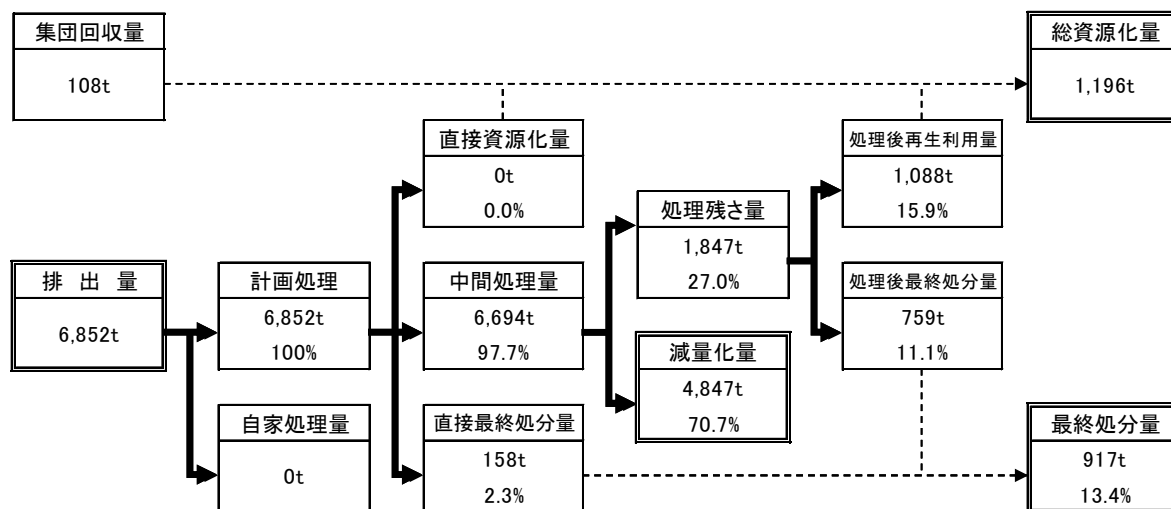 集団回収量
108t
総資源化量
1,196t
直接資源化量
0t
0.0%
処理後再生利用量
1,088t
15.9%
処理残さ量
1,847t
27.0%
排 出 量
6,852t
計画処理
6,852t
100%
中間処理量
6,694t
97.7%
処理後最終処分量
759t
11.1%
減量化量
4,847t
70.7%
自家処理量
0t
直接最終処分量
158t
2.3%
最終処分量
917t
13.4%